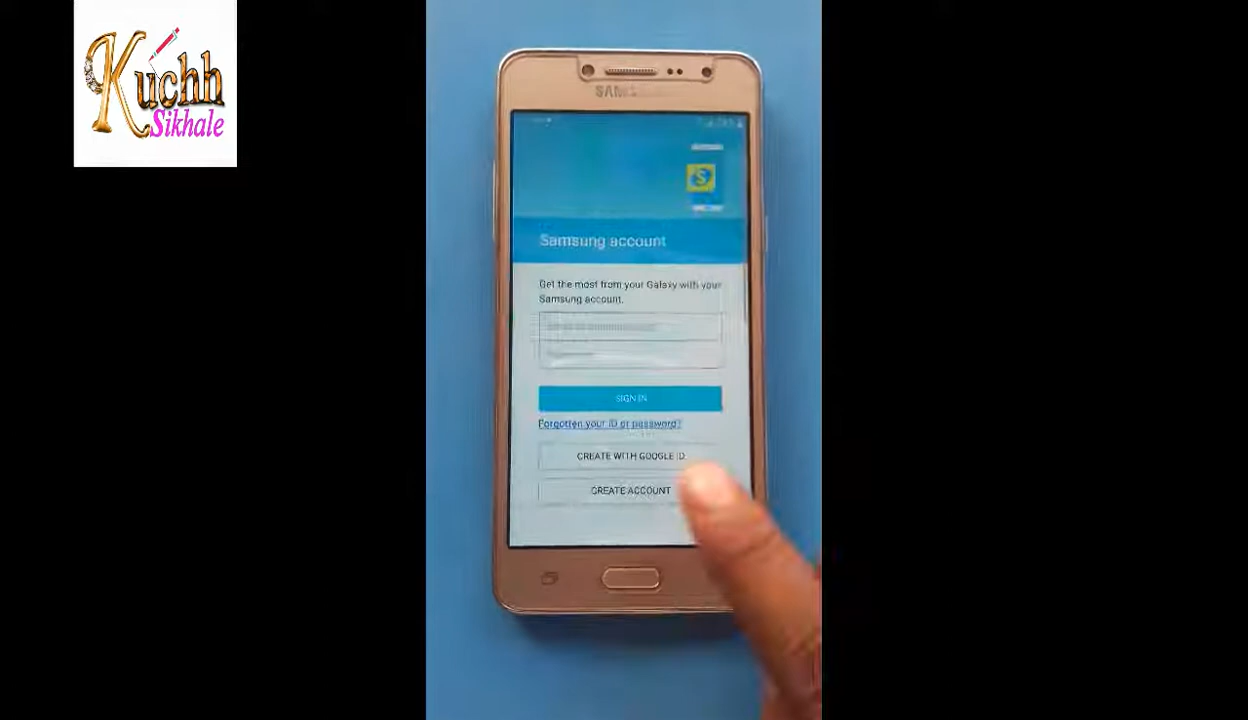 Kuchh
Sikhale
SAMSUNG
Samsung account
Get the most from your Galaxy with your
Samsung account.
SIGN IN
Forgotten your ID or password?
CREATE WITH GOOGLE ID
CREATE ACCOUNT